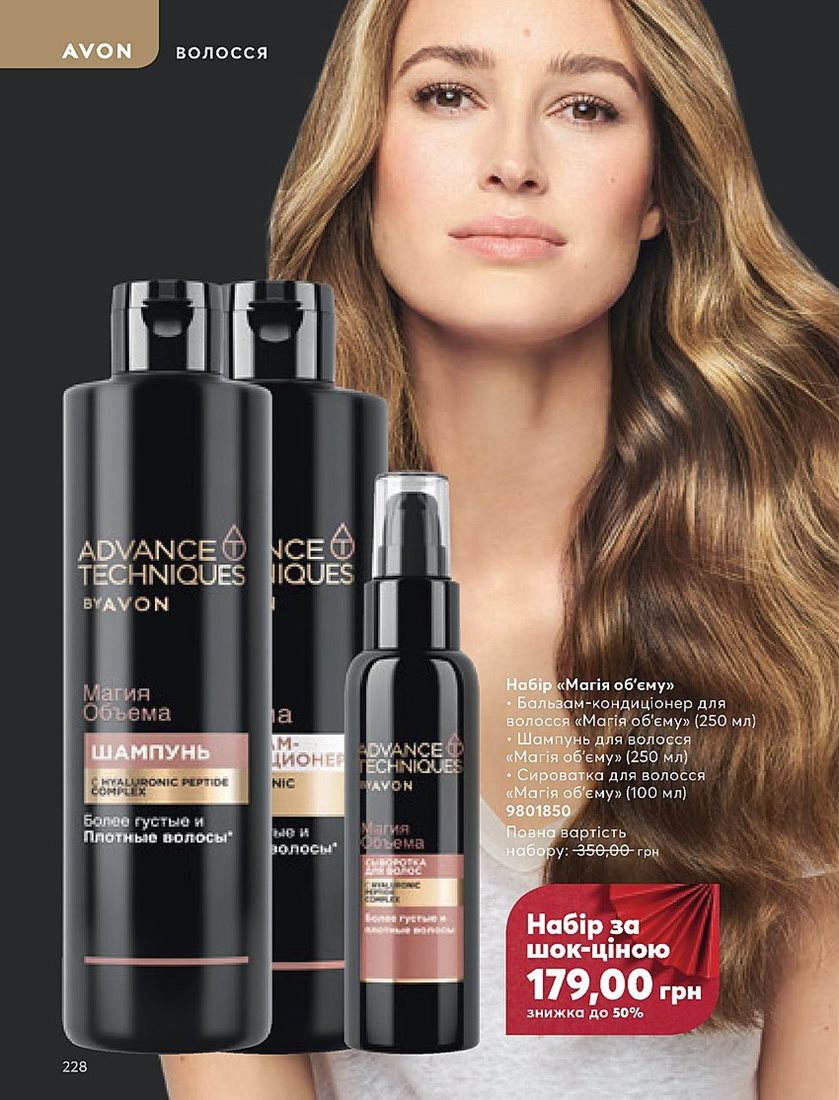 AVON ВОЛОССЯ
ADVANCE
TECHNIQUES
BY AVON
Магия
Объема
ШАМПУНЬ
С HYALURONIC PEPTIDE
COMPLEX
Более густые и
Плотные волосы*
NCE
IQUES
N
ма
АМ-
ЦИОНЕР
NIC
ые и
волосы*
ADVANCE
TECHNIQUES
BY AVON
Магия
Объема
СЫВОРОТКА
ДЛЯ ВОЛОС
С HYALURONIC
PEPTIDE
COMPLEX
Более густые и
плотные волосы
Набір «Магія об’єму»
• Бальзам-кондиціонер для
волосся «Магія об’єму» (250 мл)
• Шампунь для волосся
«Магія об’єму» (250 мл)
• Сироватка для волосся
«Магія об’єму» (100 мл)
9801850
Повна вартість
набору: 350,00 грн
Набір за
шок-ціною
179,00 грн
знижка до 50%
228